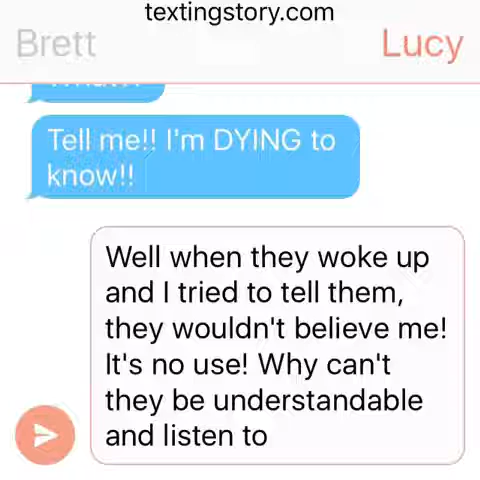 textingstory.com
Brett
Lucy
Tell me!! I'm DYING to
know!!
Well when they woke up
and I tried to tell them,
they wouldn't believe me!
It's no use! Why can't
they be understandable
and listen to